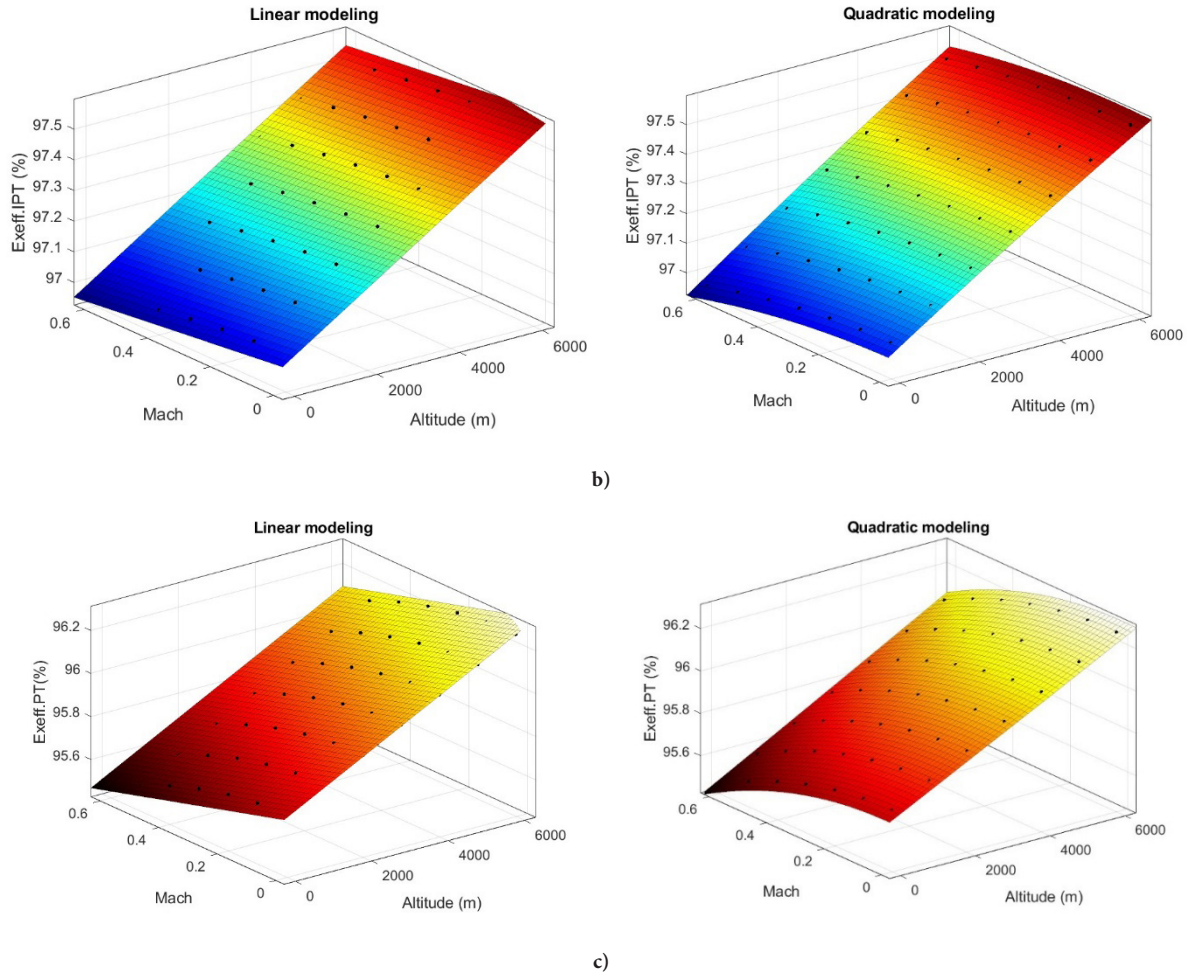 Linear modeling
Quadratic modeling
Exeff.IPT (%)
97.5
97.4
97.3
97.2
97.1
97
0.6
0.4
0.2
0
Mach
0
2000
4000
6000
Altitude (m)
Exeff.IPT (%)
97.5
97.4
97.3
97.2
97.1
97
0.6
0.4
0.2
0
Mach
0
2000
4000
6000
Altitude (m)
b)
Linear modeling
Quadratic modeling
Exeff.PT(%)
96.2
96
95.8
95.6
0.6
0.4
0.2
0
Mach
0
2000
4000
6000
Altitude (m)
Exeff.PT (%)
96.2
96
95.8
95.6
0.6
0.4
0.2
0
Mach
0
2000
4000
6000
Altitude (m)
c)